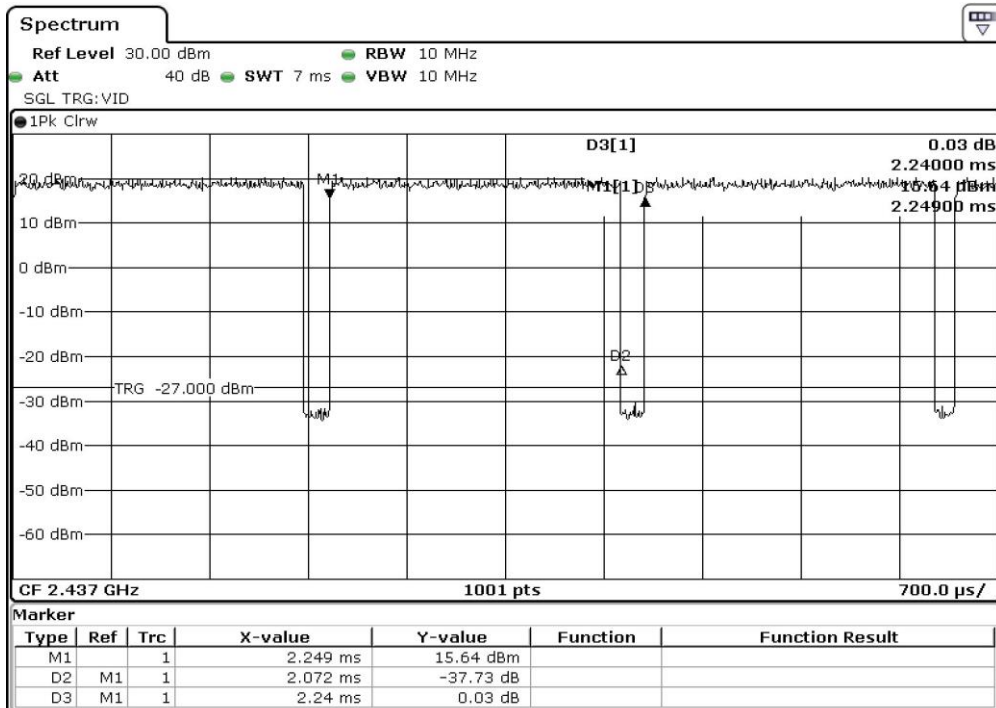 Spectrum
Ref Level 30.00 dBm RBW 10 MHz
Att 40 dB SWT 7 ms VBW 10 MHz
SGL TRG:VID
1Pk Clrw
D3[1] 0.03 dB
2.24000 ms
20 dBm M1 M1[1] D3 15.64 dBm
2.24900 ms
10 dBm
0 dBm
-10 dBm
-20 dBm D2
TRG -27.000 dBm
-30 dBm
-40 dBm
-50 dBm
-60 dBm
CF 2.437 GHz 1001 pts 700.0 µs/
Marker
Type Ref Trc X-value Y-value Function Function Result
M1 1 2.249 ms 15.64 dBm
D2 M1 1 2.072 ms -37.73 dB
D3 M1 1 2.24 ms 0.03 dB